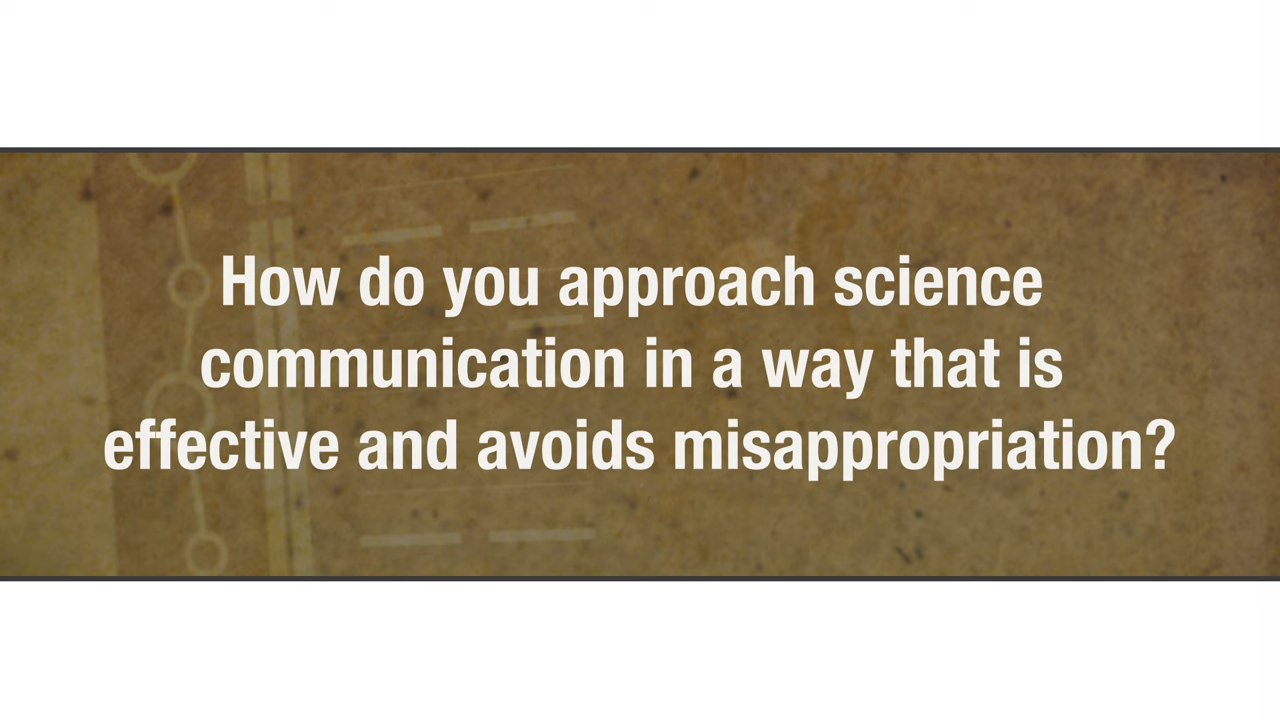 How do you approach science
communication in a way that is
effective and avoids misappropriation?